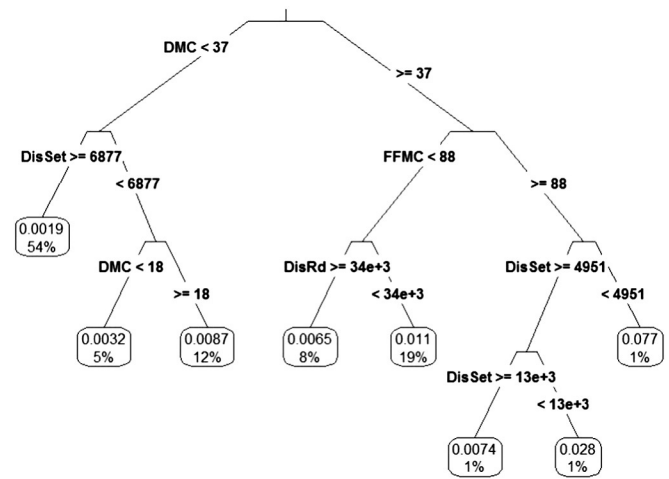 DMC < 37
>= 37
DisSet >= 6877
FFMC < 88
< 6877
>= 88
0.0019
54%
DMC < 18
DisRd >= 34e+3
DisSet >= 4951
>= 18
< 34e+3
< 4951
0.0032
5%
0.0087
12%
0.0065
8%
0.011
19%
0.077
1%
DisSet >= 13e+3
< 13e+3
0.0074
1%
0.028
1%